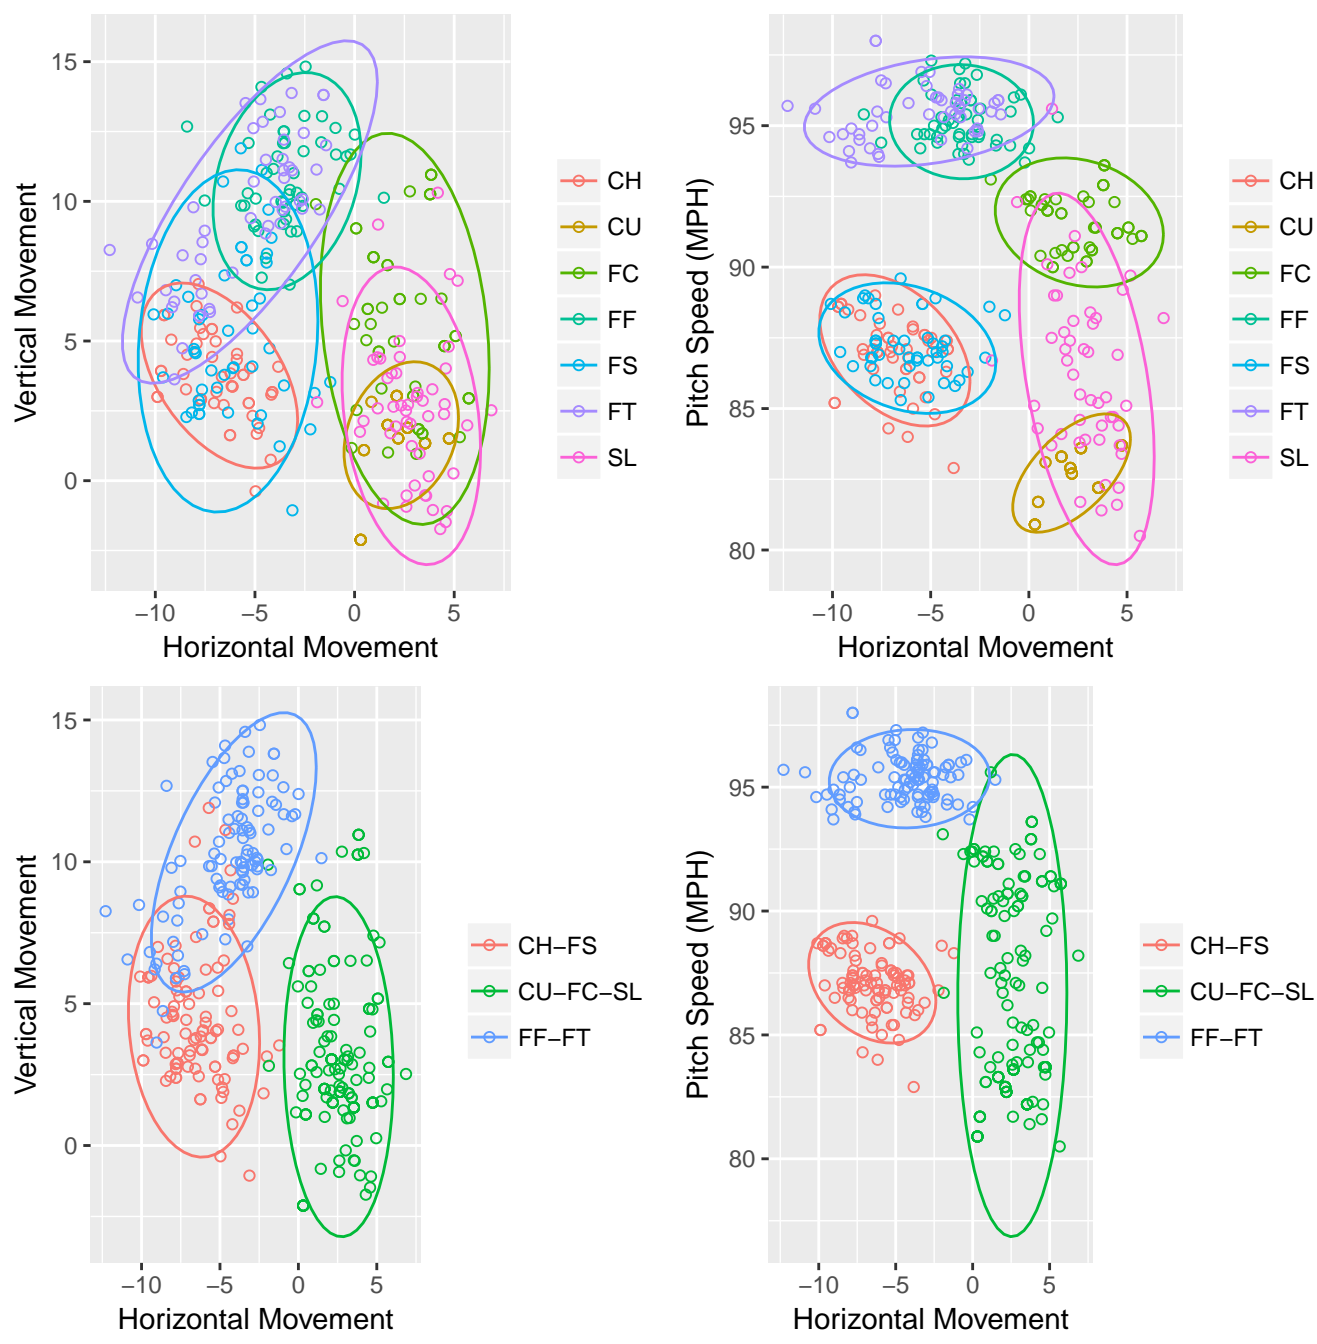 15
10
5
0
Vertical Movement
−10 −5 0 5
Horizontal Movement
CH
CU
FC
FF
FS
FT
SL
95
90
85
80
Pitch Speed (MPH)
−10 −5 0 5
Horizontal Movement
CH
CU
FC
FF
FS
FT
SL
15
10
5
0
Vertical Movement
−10 −5 0 5
Horizontal Movement
CH−FS
CU−FC−SL
FF−FT
95
90
85
80
Pitch Speed (MPH)
−10 −5 0 5
Horizontal Movement
CH−FS
CU−FC−SL
FF−FT